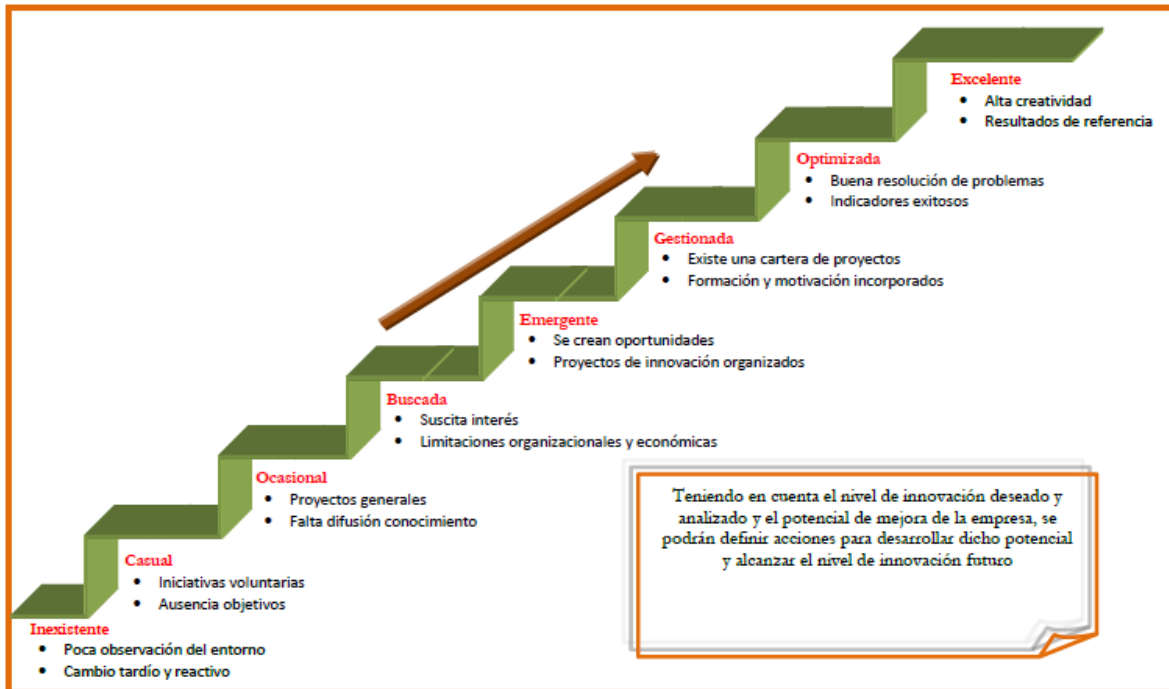 Excelente
• Alta creatividad
• Resultados de referencia
Optimizada
• Buena resolución de problemas
• Indicadores exitosos
Gestionada
• Existe una cartera de proyectos
• Formación y motivación incorporados
Emergente
• Se crean oportunidades
• Proyectos de innovación organizados
Buscada
• Suscita interés
• Limitaciones organizacionales y económicas
Ocasional
• Proyectos generales
• Falta difusión conocimiento
Casual
• Iniciativas voluntarias
• Ausencia objetivos
Inexistente
• Poca observación del entorno
• Cambio tardío y reactivo
Teniendo en cuenta el nivel de innovación deseado y
analizado y el potencial de mejora de la empresa, se
podrán definir acciones para desarrollar dicho potencial
y alcanzar el nivel de innovación futuro